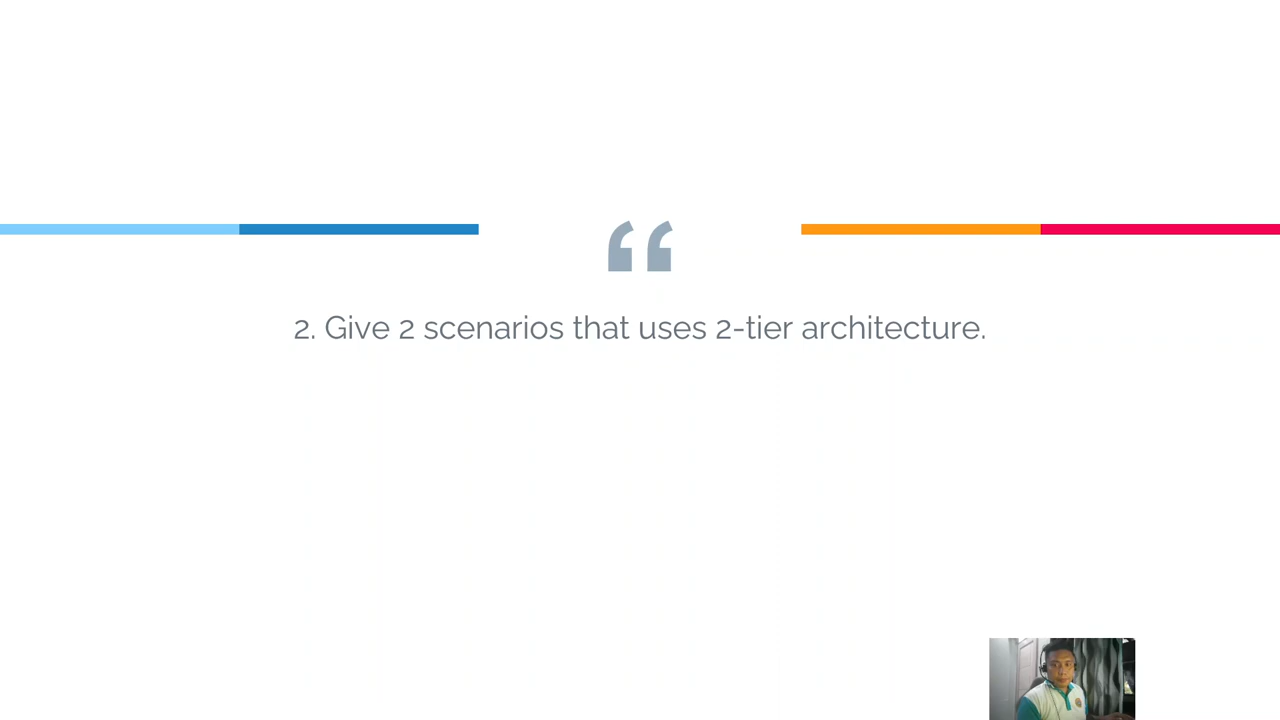 “
2. Give 2 scenarios that uses 2-tier architecture.